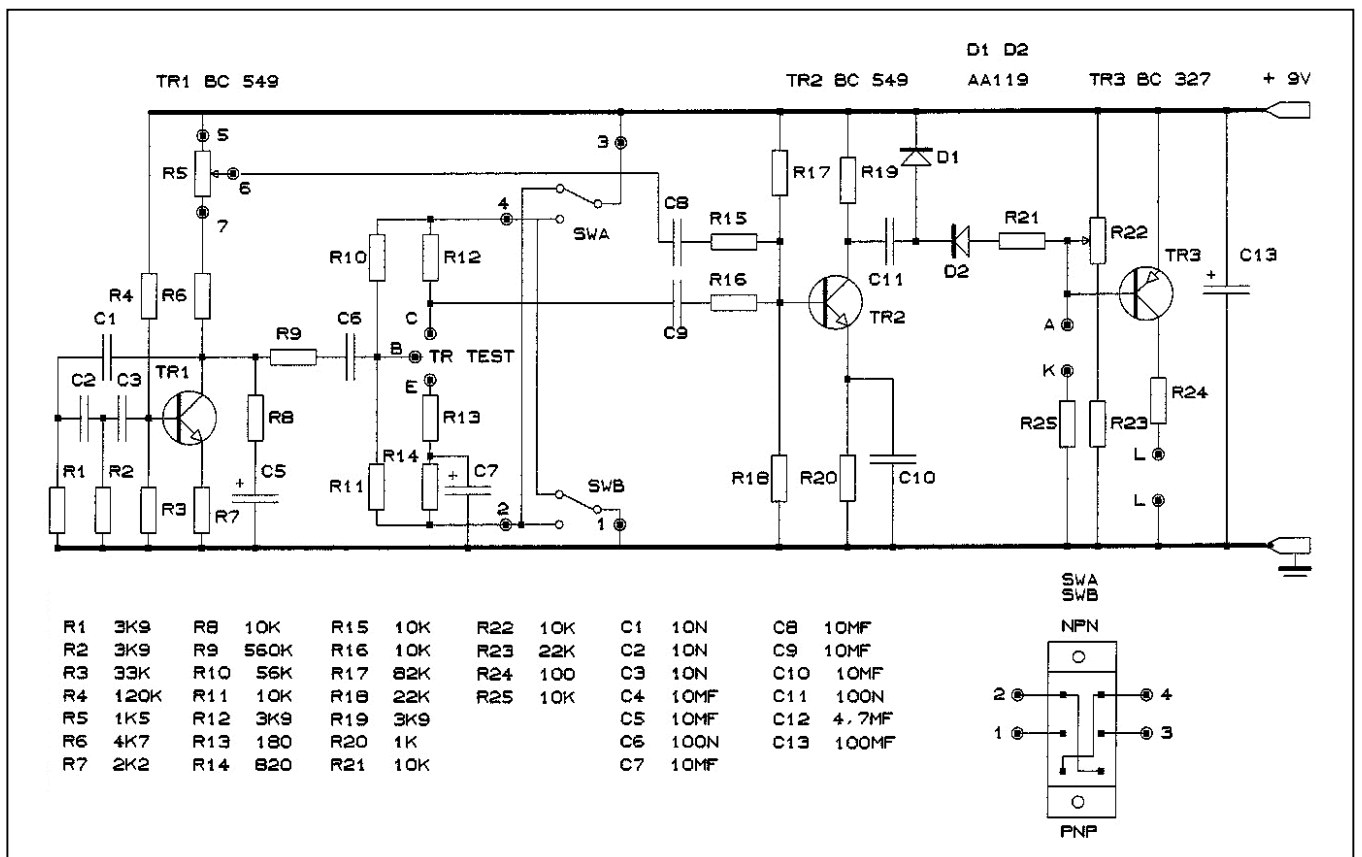 D1 D2
TR1 BC 549
TR2 BC 549
AA119
TR3 BC 327
+ 9V
5
3
R5
6
R17
R19
D1
7
4
C8
R15
R21
R22
SWA
R10
R12
C11
D2
TR3
C13
+
R4
R6
R16
C1
C6
C
TR2
R9
C9
A
B
TR TEST
C2
C3
TR1
E
K
R8
R13
R24
R25
R23
R1
R2
C5
R14
C7
+
SWB
R18
R20
C10
L
+
R3
R7
R11
2
1
L
SWA
SWB
R1 3K9 R8 10K R15 10K R22 10K C1 10N C8 10MF
R2 3K9 R9 560K R16 10K R23 22K C2 10N C9 10MF
R3 33K R10 56K R17 82K R24 100 C3 10N C10 10MF
R4 120K R11 10K R18 22K R25 10K C4 10MF C11 100N
R5 1K5 R12 3K9 R19 3K9 C5 10MF C12 4,7MF
R6 4K7 R13 180 R20 1K C6 100N C13 100MF
R7 2K2 R14 820 R21 10K C7 10MF
NPN
2
4
1
3
PNP